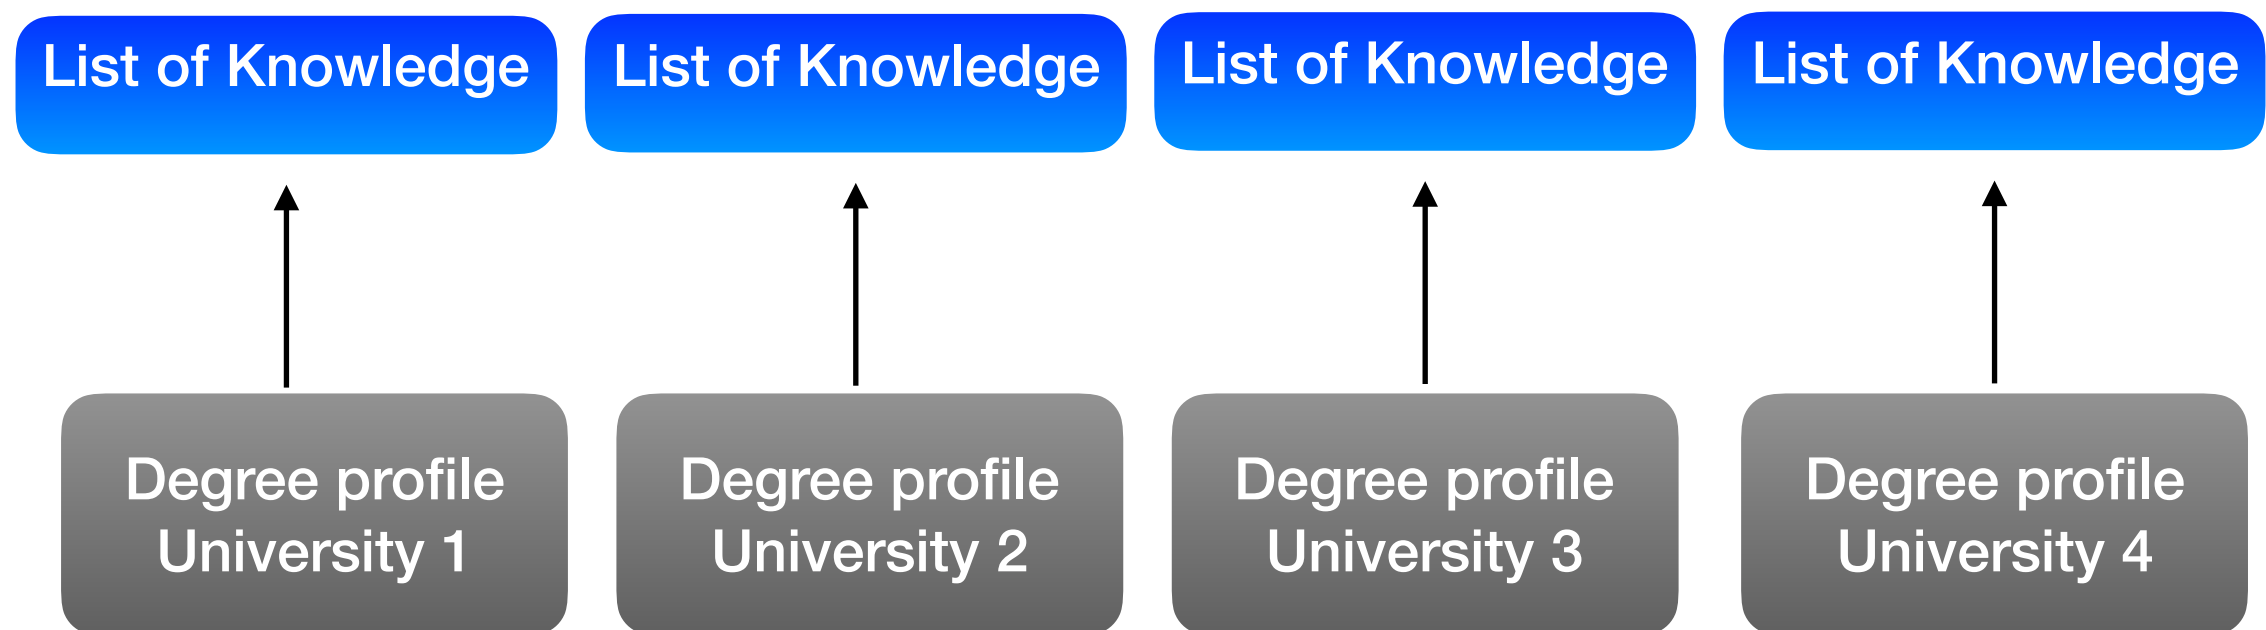 List of Knowledge
List of Knowledge
List of Knowledge
List of Knowledge
Degree profile
University 1
Degree profile
University 2
Degree profile
University 3
Degree profile
University 4